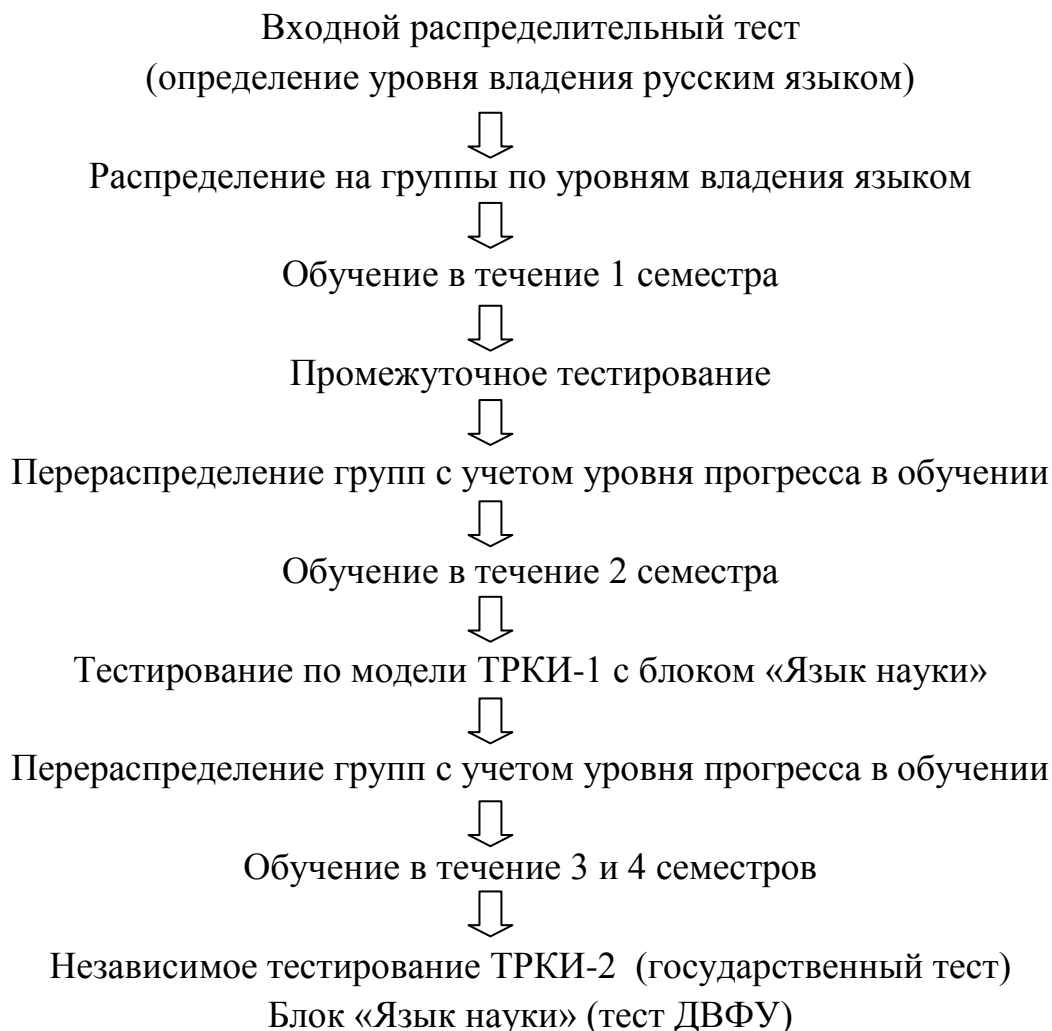 Входной распределительный тест
(определение уровня владения русским языком)
Распределение на группы по уровням владения языком
Обучение в течение 1 семестра
Промежуточное тестирование
Перераспределение групп с учетом уровня прогресса в обучении
Обучение в течение 2 семестра
Тестирование по модели ТРКИ-1 с блоком «Язык науки»
Перераспределение групп с учетом уровня прогресса в обучении
Обучение в течение 3 и 4 семестров
Независимое тестирование ТРКИ-2 (государственный тест)
Блок «Язык науки» (тест ДВФУ)